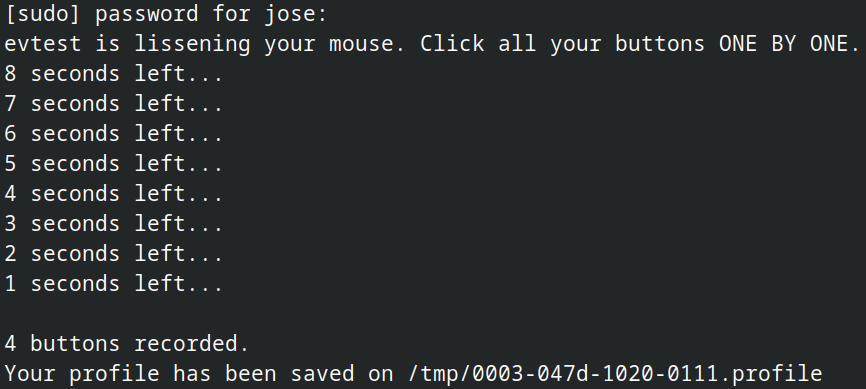 [sudo] password for jose:
evtest is lissening your mouse. Click all your buttons ONE BY ONE.
8 seconds left...
7 seconds left...
6 seconds left...
5 seconds left...
4 seconds left...
3 seconds left...
2 seconds left...
1 seconds left...
4 buttons recorded.
Your profile has been saved on /tmp/0003-047d-1020-0111.profile